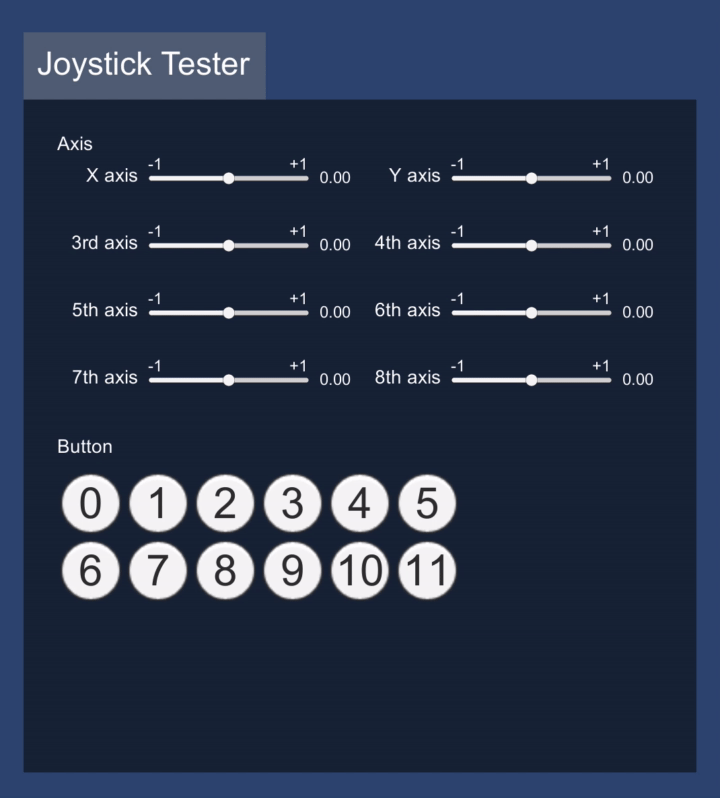 Joystick Tester
Axis
X axis -1 +1 0.00 Y axis -1 +1 0.00
3rd axis -1 +1 0.00 4th axis -1 +1 0.00
5th axis -1 +1 0.00 6th axis -1 +1 0.00
7th axis -1 +1 0.00 8th axis -1 +1 0.00
Button
0 1 2 3 4 5
6 7 8 9 10 11